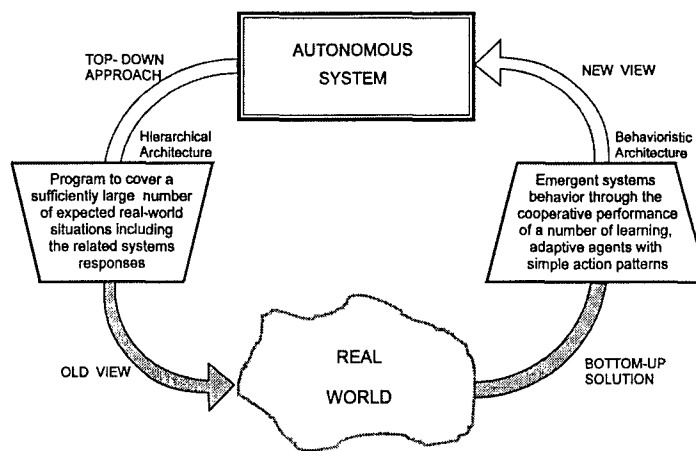 AUTONOMOUS
SYSTEM
TOP- DOWN
APPROACH
NEW VIEW
Hierarchical
Architecture
Behavioristic
Architecture
Program to cover a
sufficiently large number
of expected real-world
situations including
the related systems
responses
Emergent systems
behavior through the
cooperative performance
of a number of learning,
adaptive agents with
simple action patterns
OLD VIEW
REAL
WORLD
BOTTOM-UP
SOLUTION